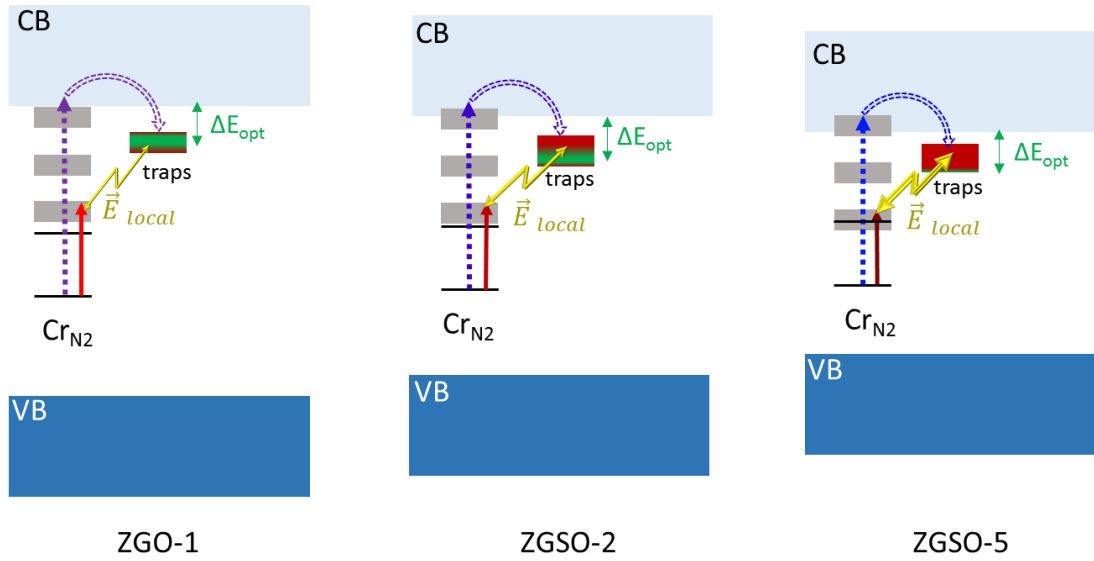 CB
ΔE_opt
traps
E⃗ local
Cr_N2
VB
ZGO-1
CB
ΔE_opt
traps
E⃗ local
Cr_N2
VB
ZGSO-2
CB
ΔE_opt
traps
E⃗ local
Cr_N2
VB
ZGSO-5